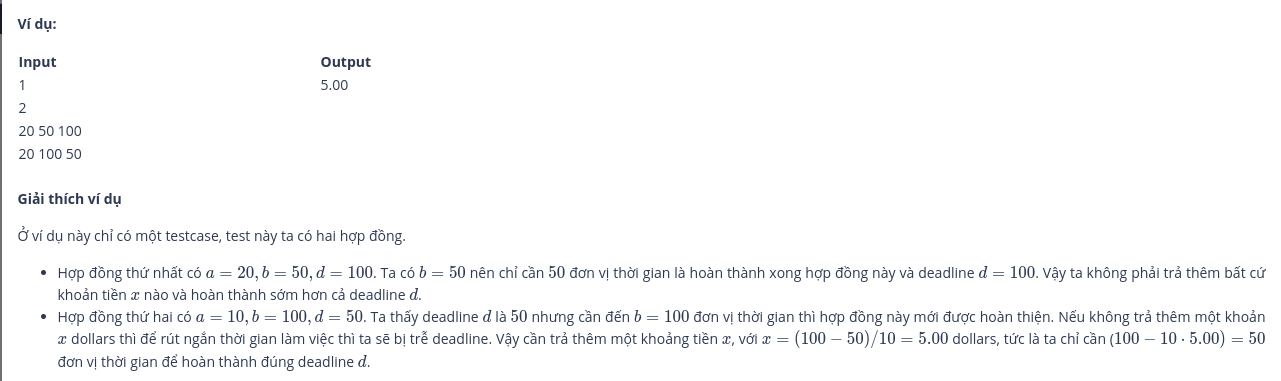 Ví dụ:
Input Output
1 5.00
2
20 50 100
20 100 50
Giải thích ví dụ
Ở ví dụ này chỉ có một testcase, test này ta có hai hợp đồng.
• Hợp đồng thứ nhất có a = 20, b = 50, d = 100. Ta có b = 50 nên chỉ cần 50 đơn vị thời gian là hoàn thành xong hợp đồng này và deadline d = 100. Vậy ta không phải trả thêm bất cứ
khoản tiền x nào và hoàn thành sớm hơn cả deadline d.
• Hợp đồng thứ hai có a = 10, b = 100, d = 50. Ta thấy deadline d là 50 nhưng cần đến b = 100 đơn vị thời gian thì hợp đồng này mới được hoàn thiện. Nếu không trả thêm một khoản
x dollars thì để rút ngắn thời gian làm việc thì ta sẽ bị trễ deadline. Vậy cần trả thêm một khoảng tiền x, với x = (100 − 50)/10 = 5.00 dollars, tức là ta chỉ cần (100 − 10 · 5.00) = 50
đơn vị thời gian để hoàn thành đúng deadline d.